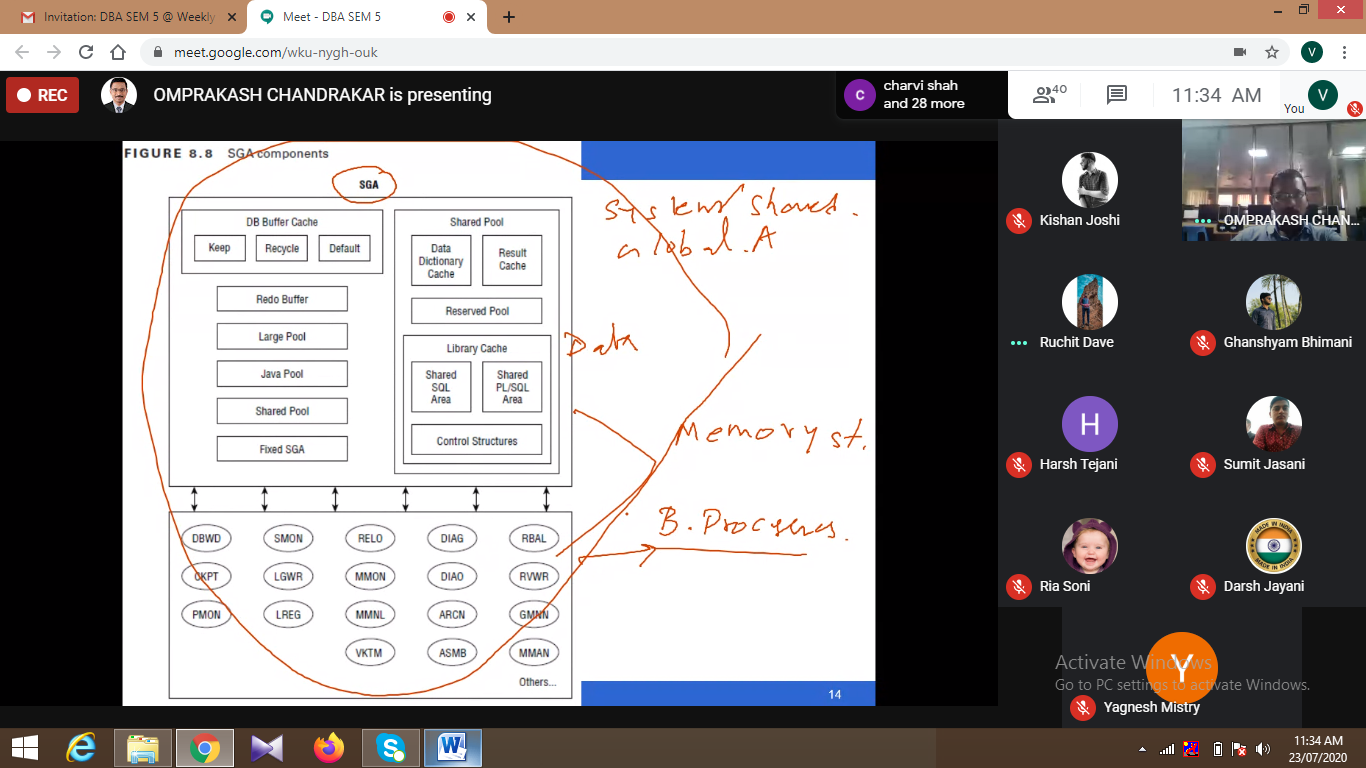 Invitation: DBA SEM 5 @ Weekly
Meet - DBA SEM 5
meet.google.com/wku-nygh-ouk
V
REC
OMPRAKASH CHANDRAKAR is presenting
c
charvi shah
and 28 more
40
11:34 AM
You
V
FIGURE 8.8 SGA components
SGA
DB Buffer Cache
Keep
Recycle
Default
Redo Buffer
Large Pool
Java Pool
Shared Pool
Fixed SGA
Shared Pool
Data
Dictionary
Cache
Result
Cache
Reserved Pool
Library Cache
Shared
SQL
Area
Shared
PL/SQL
Area
Control Structures
DBWD SMON RELO DIAG RBAL
CKPT LGWR MMON DIAO RVWR
PMON LREG MMNL ARCN GMNN
VKTM ASMB MMAN
Others...
System/Shared.
Global.A
Data
Memory st.
B. Processes.
14
Kishan Joshi
OMPRAKASH CHAN...
Ruchit Dave
Ghanshyam Bhimani
H
Harsh Tejani
Sumit Jasani
Ria Soni
MADE IN INDIA
MADE IN INDIA
Darsh Jayani
Y
Yagnesh Mistry
Activate Windows
Go to PC settings to activate Windows.
11:34 AM
23/07/2020